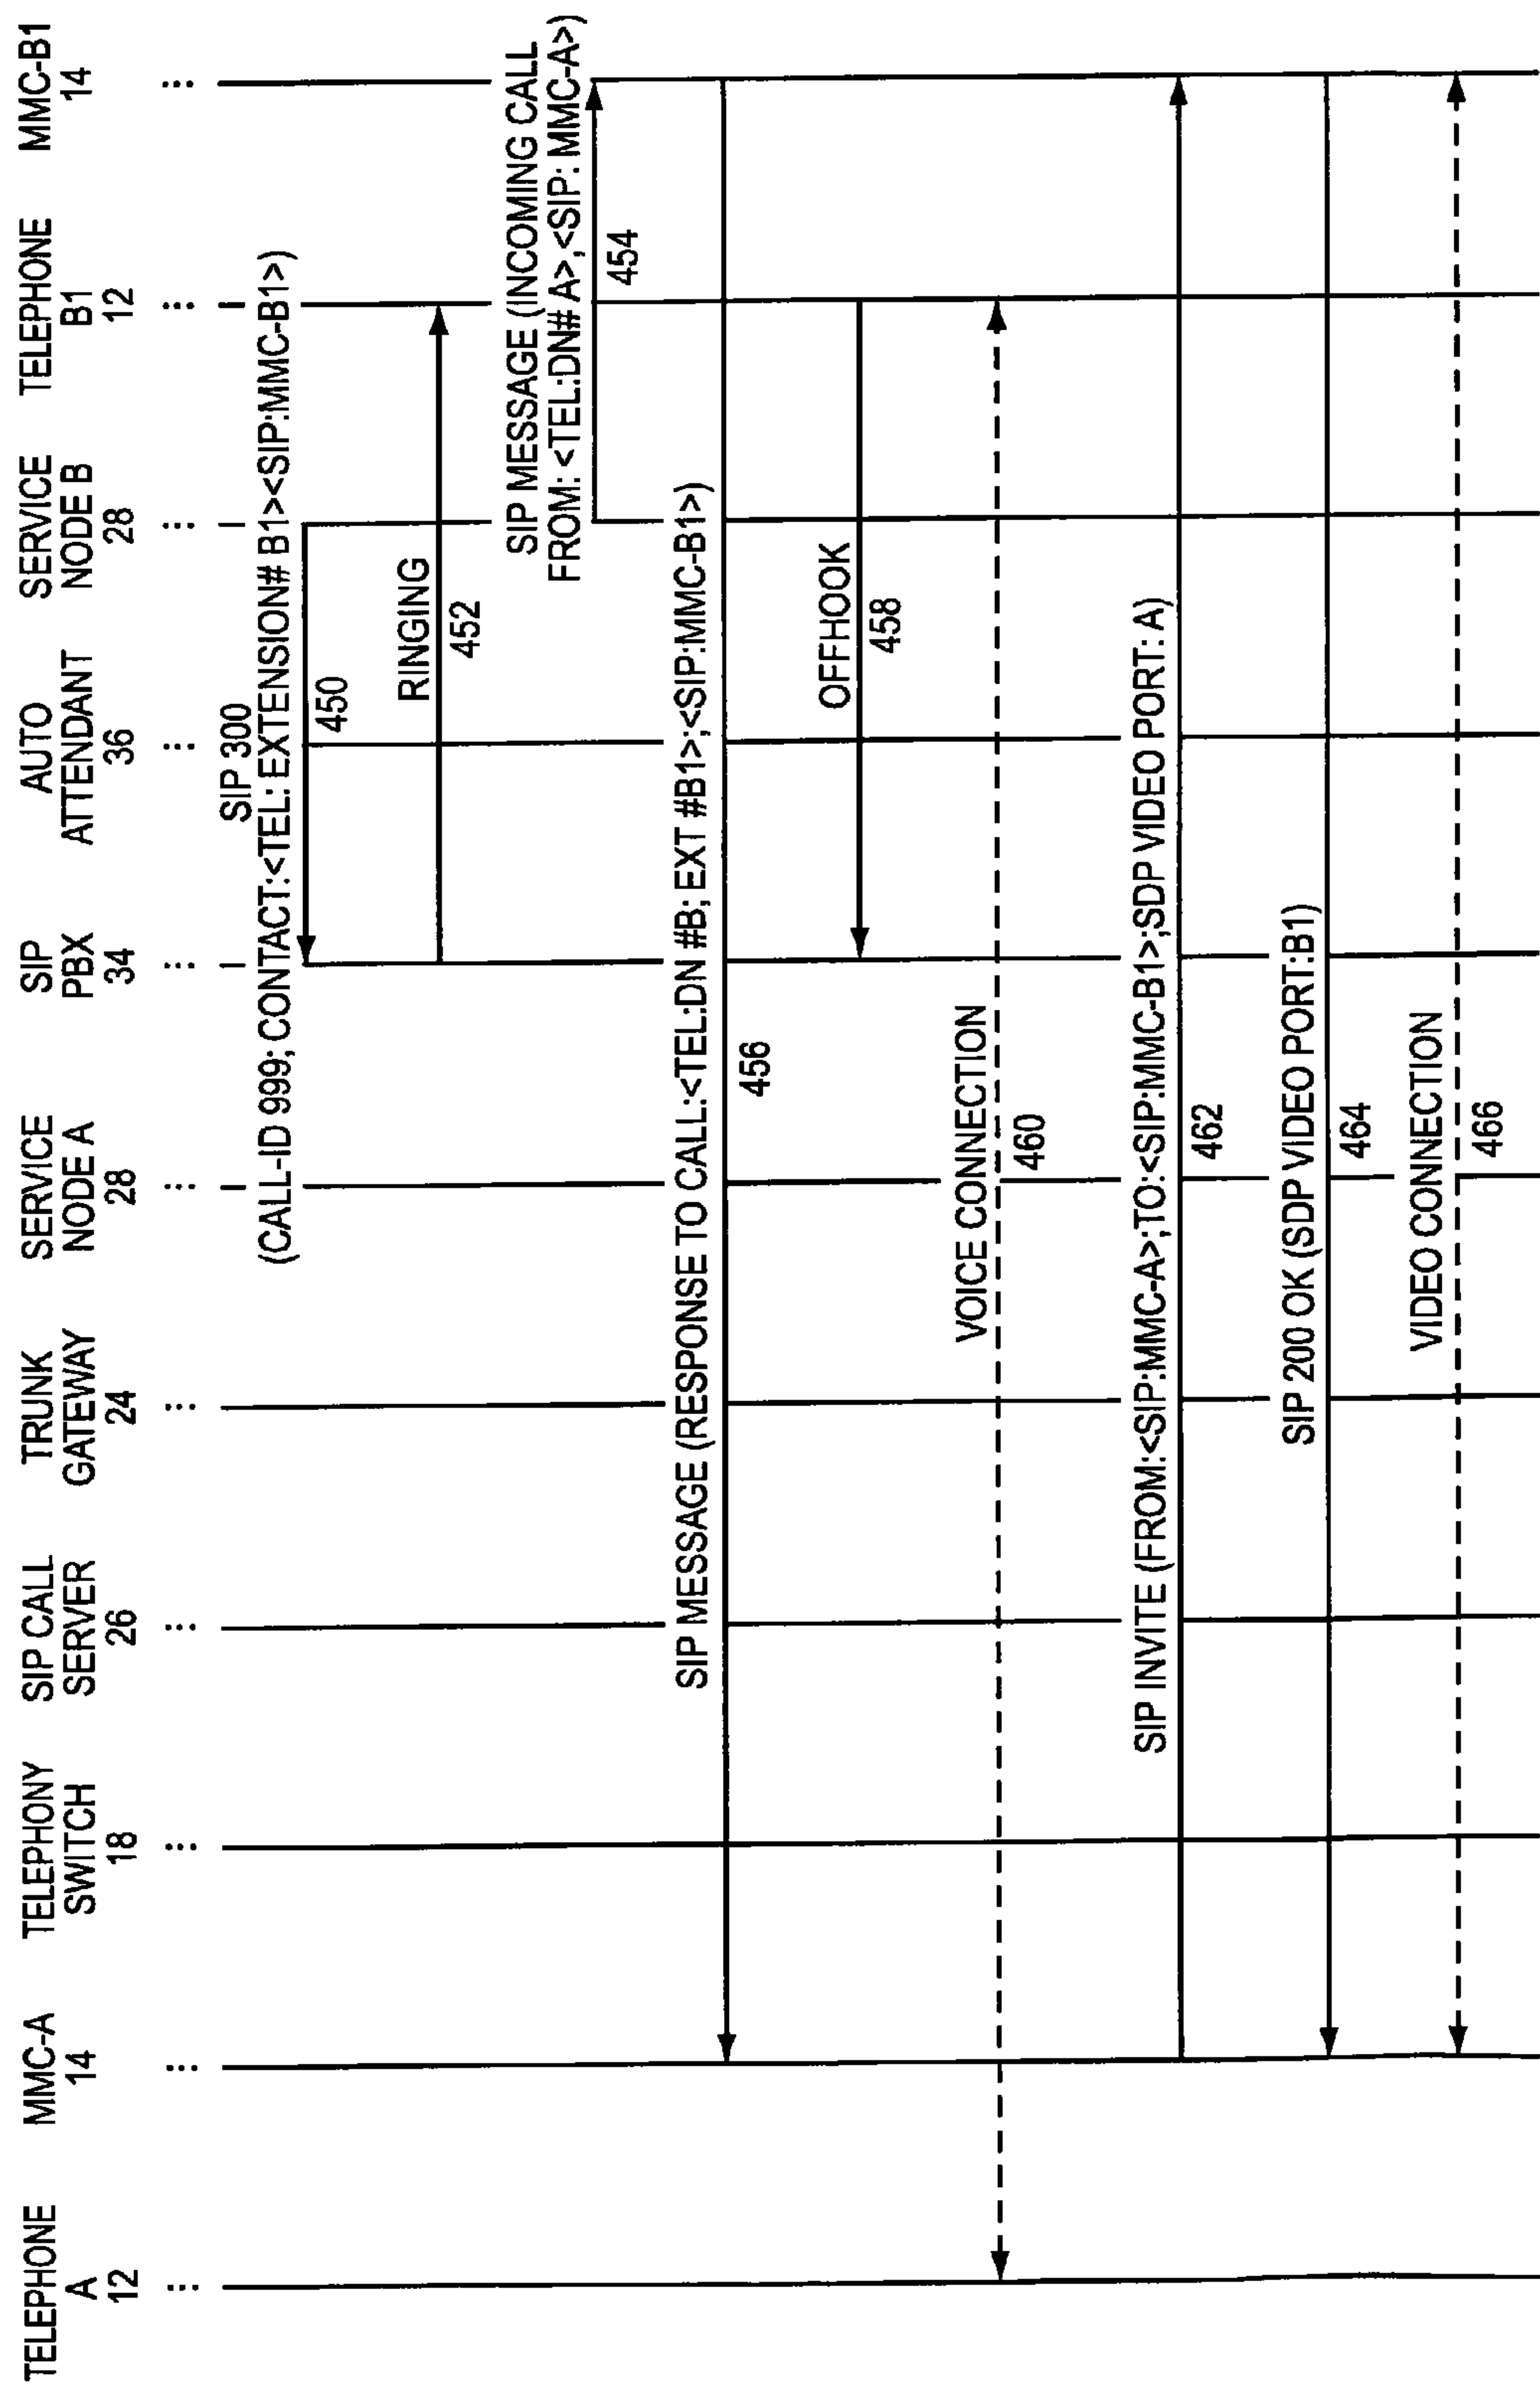 TELEPHONE
A
12
MMC-A
14
TELEPHONY
SWITCH
18
SIP CALL
SERVER
26
TRUNK
GATEWAY
24
SERVICE
NODE A
28
SIP
PBX
34
AUTO
ATTENDANT
36
SERVICE
NODE B
28
TELEPHONE
B1
12
MMC-B1
14
... ... ... ... ... ... ... ... ... ... ...
SIP 300
(CALL-ID 999; CONTACT:<TEL: EXTENSION# B1><SIP:MMC-B1>)
450
RINGING
452
SIP MESSAGE (INCOMING CALL
FROM: <TEL:DN# A>,<SIP: MMC-A>)
454
SIP MESSAGE (RESPONSE TO CALL:<TEL:DN #B; EXT #B1>;<SIP:MMC-B1>)
456
OFFHOOK
458
VOICE CONNECTION
460
SIP INVITE (FROM:<SIP:MMC-A>;TO:<SIP:MMC-B1>;SDP VIDEO PORT: A)
462
SIP 200 OK (SDP VIDEO PORT:B1)
464
VIDEO CONNECTION
466